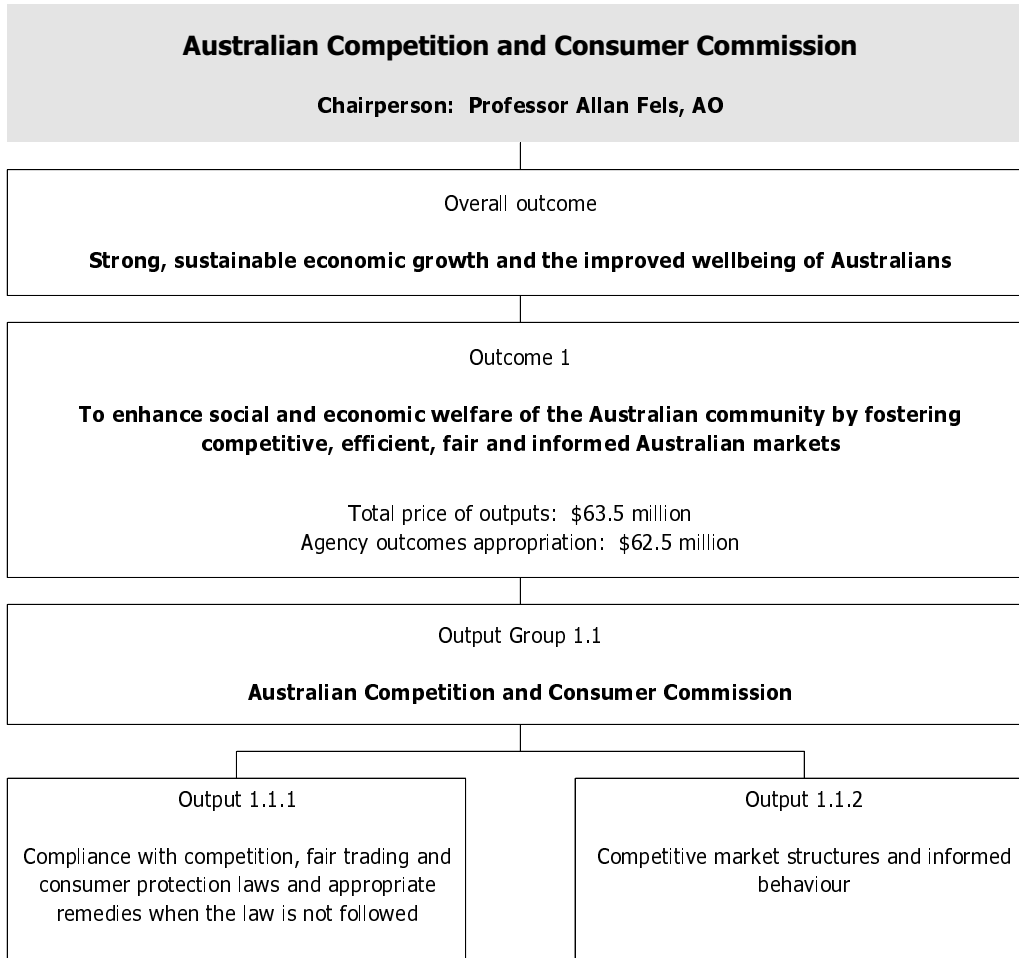 Australian Competition and Consumer Commission
Chairperson: Professor Allan Fels, AO
Overall outcome
Strong, sustainable economic growth and the improved wellbeing of Australians
Outcome 1
To enhance social and economic welfare of the Australian community by fostering
competitive, efficient, fair and informed Australian markets
Total price of outputs: $63.5 million
Agency outcomes appropriation: $62.5 million
Output Group 1.1
Australian Competition and Consumer Commission
Output 1.1.1
Compliance with competition, fair trading and
consumer protection laws and appropriate
remedies when the law is not followed
Output 1.1.2
Competitive market structures and informed
behaviour